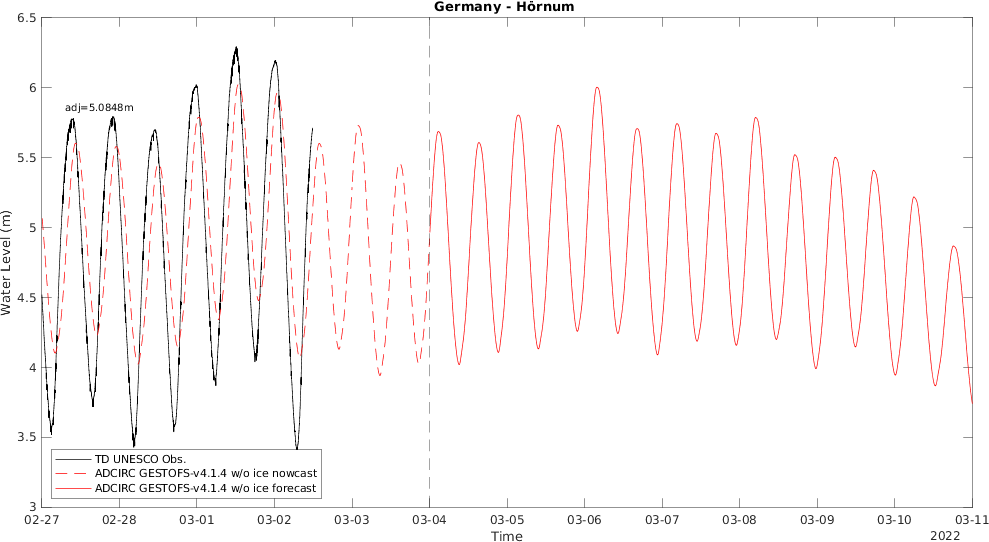 Germany - Hörnum
6.5
6
5.5
5
4.5
4
3.5
3
Water Level (m)
adj=5.0848m
TD UNESCO Obs.
ADCIRC GESTOFS-v4.1.4 w/o ice nowcast
ADCIRC GESTOFS-v4.1.4 w/o ice forecast
02-27 02-28 03-01 03-02 03-03 03-04 03-05 03-06 03-07 03-08 03-09 03-10 03-11
Time
2022